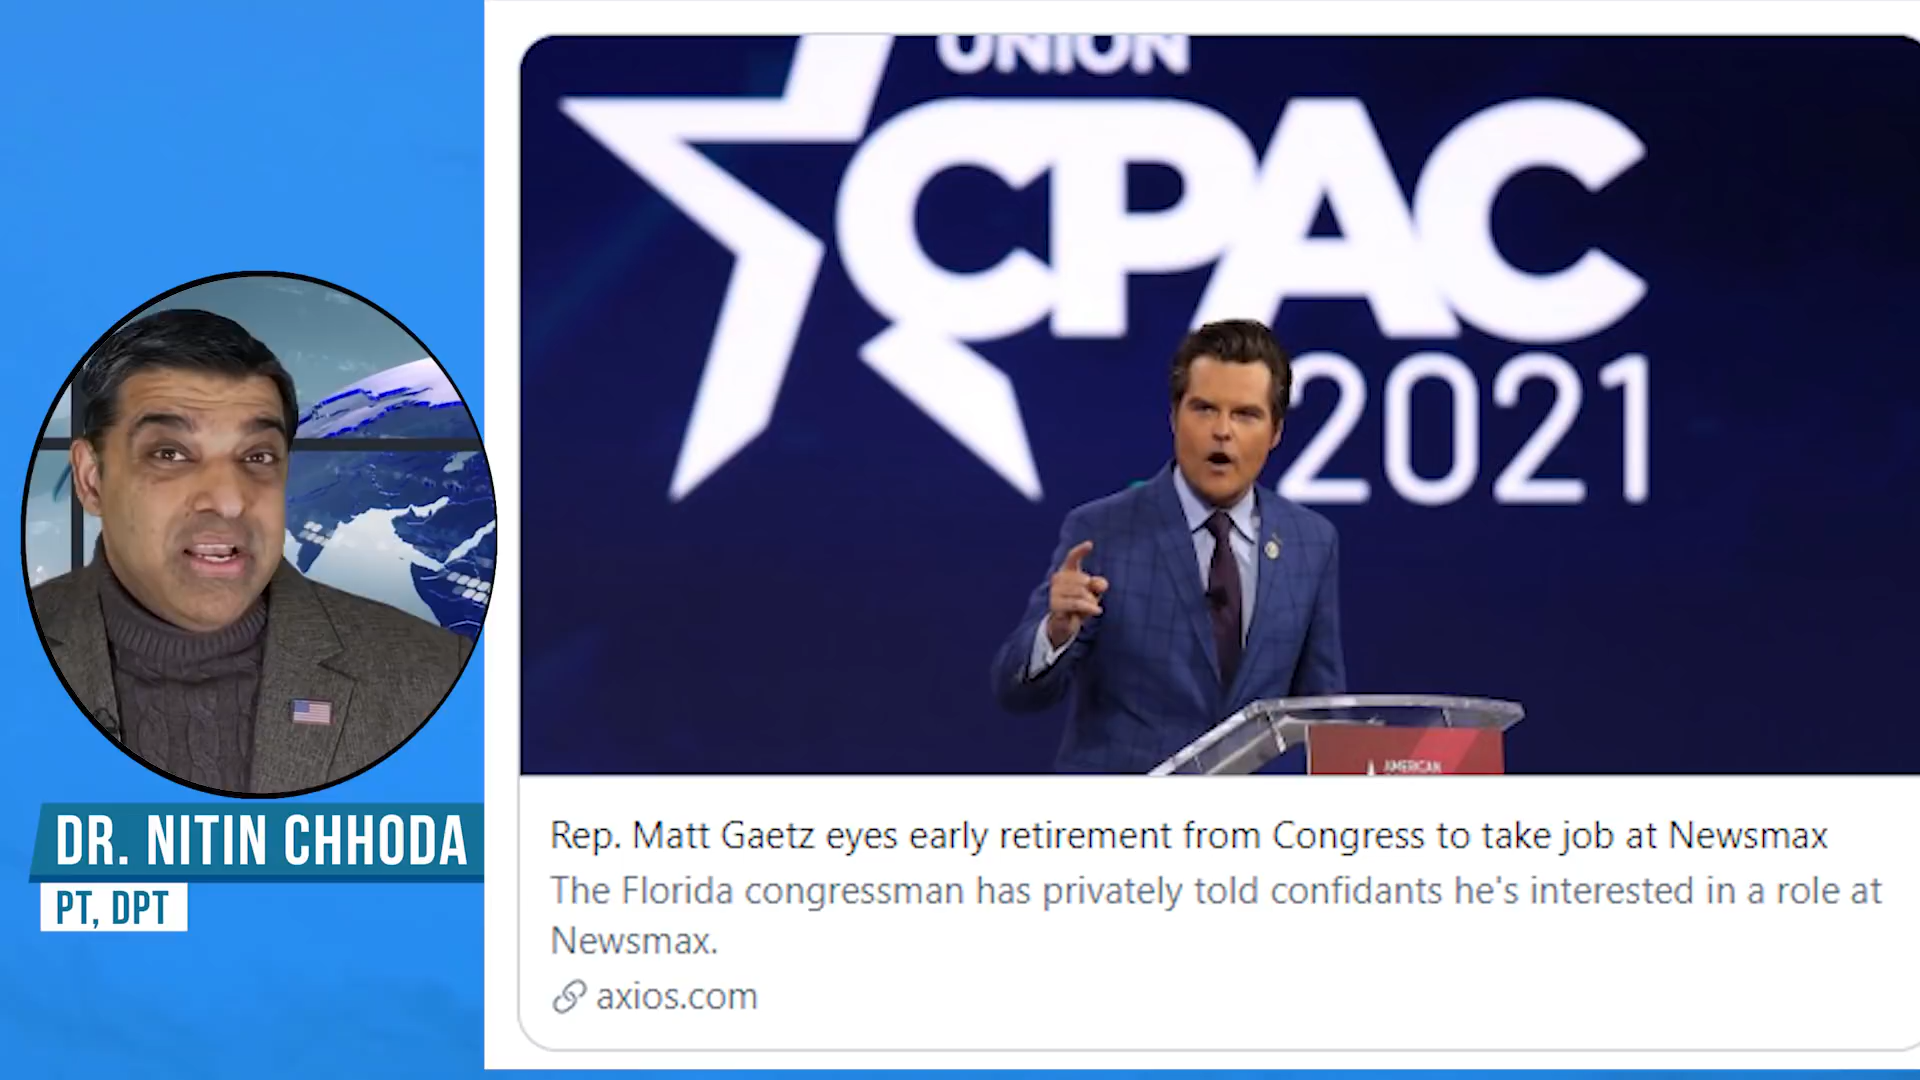 UNION
CPAC
2021
AMERICAN
DR. NITIN CHHODA
PT, DPT
Rep. Matt Gaetz eyes early retirement from Congress to take job at Newsmax
The Florida congressman has privately told confidants he's interested in a role at
Newsmax.
axios.com